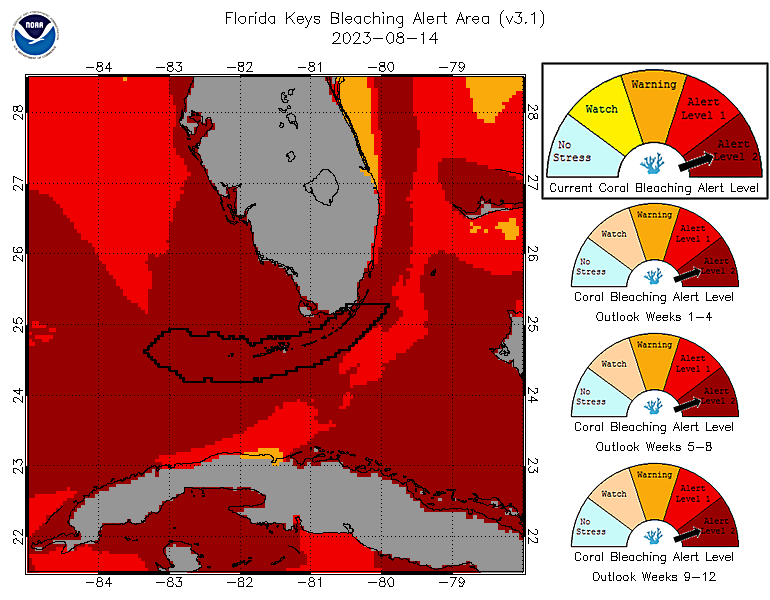 Florida Keys Bleaching Alert Area (v3.1)
2023-08-14
NOAA
-84 -83 -82 -81 -80 -79
28 28
27 27
26 26
25 25
24 24
23 23
22 22
-84 -83 -82 -81 -80 -79
No
Stress
Watch
Warning
Alert
Level 1
Alert
Level 2
Current Coral Bleaching Alert Level
No
Stress
Watch
Warning
Alert
Level 1
Alert
Level 2
Coral Bleaching Alert Level
Outlook Weeks 1-4
No
Stress
Watch
Warning
Alert
Level 1
Alert
Level 2
Coral Bleaching Alert Level
Outlook Weeks 5-8
No
Stress
Watch
Warning
Alert
Level 1
Alert
Level 2
Coral Bleaching Alert Level
Outlook Weeks 9-12